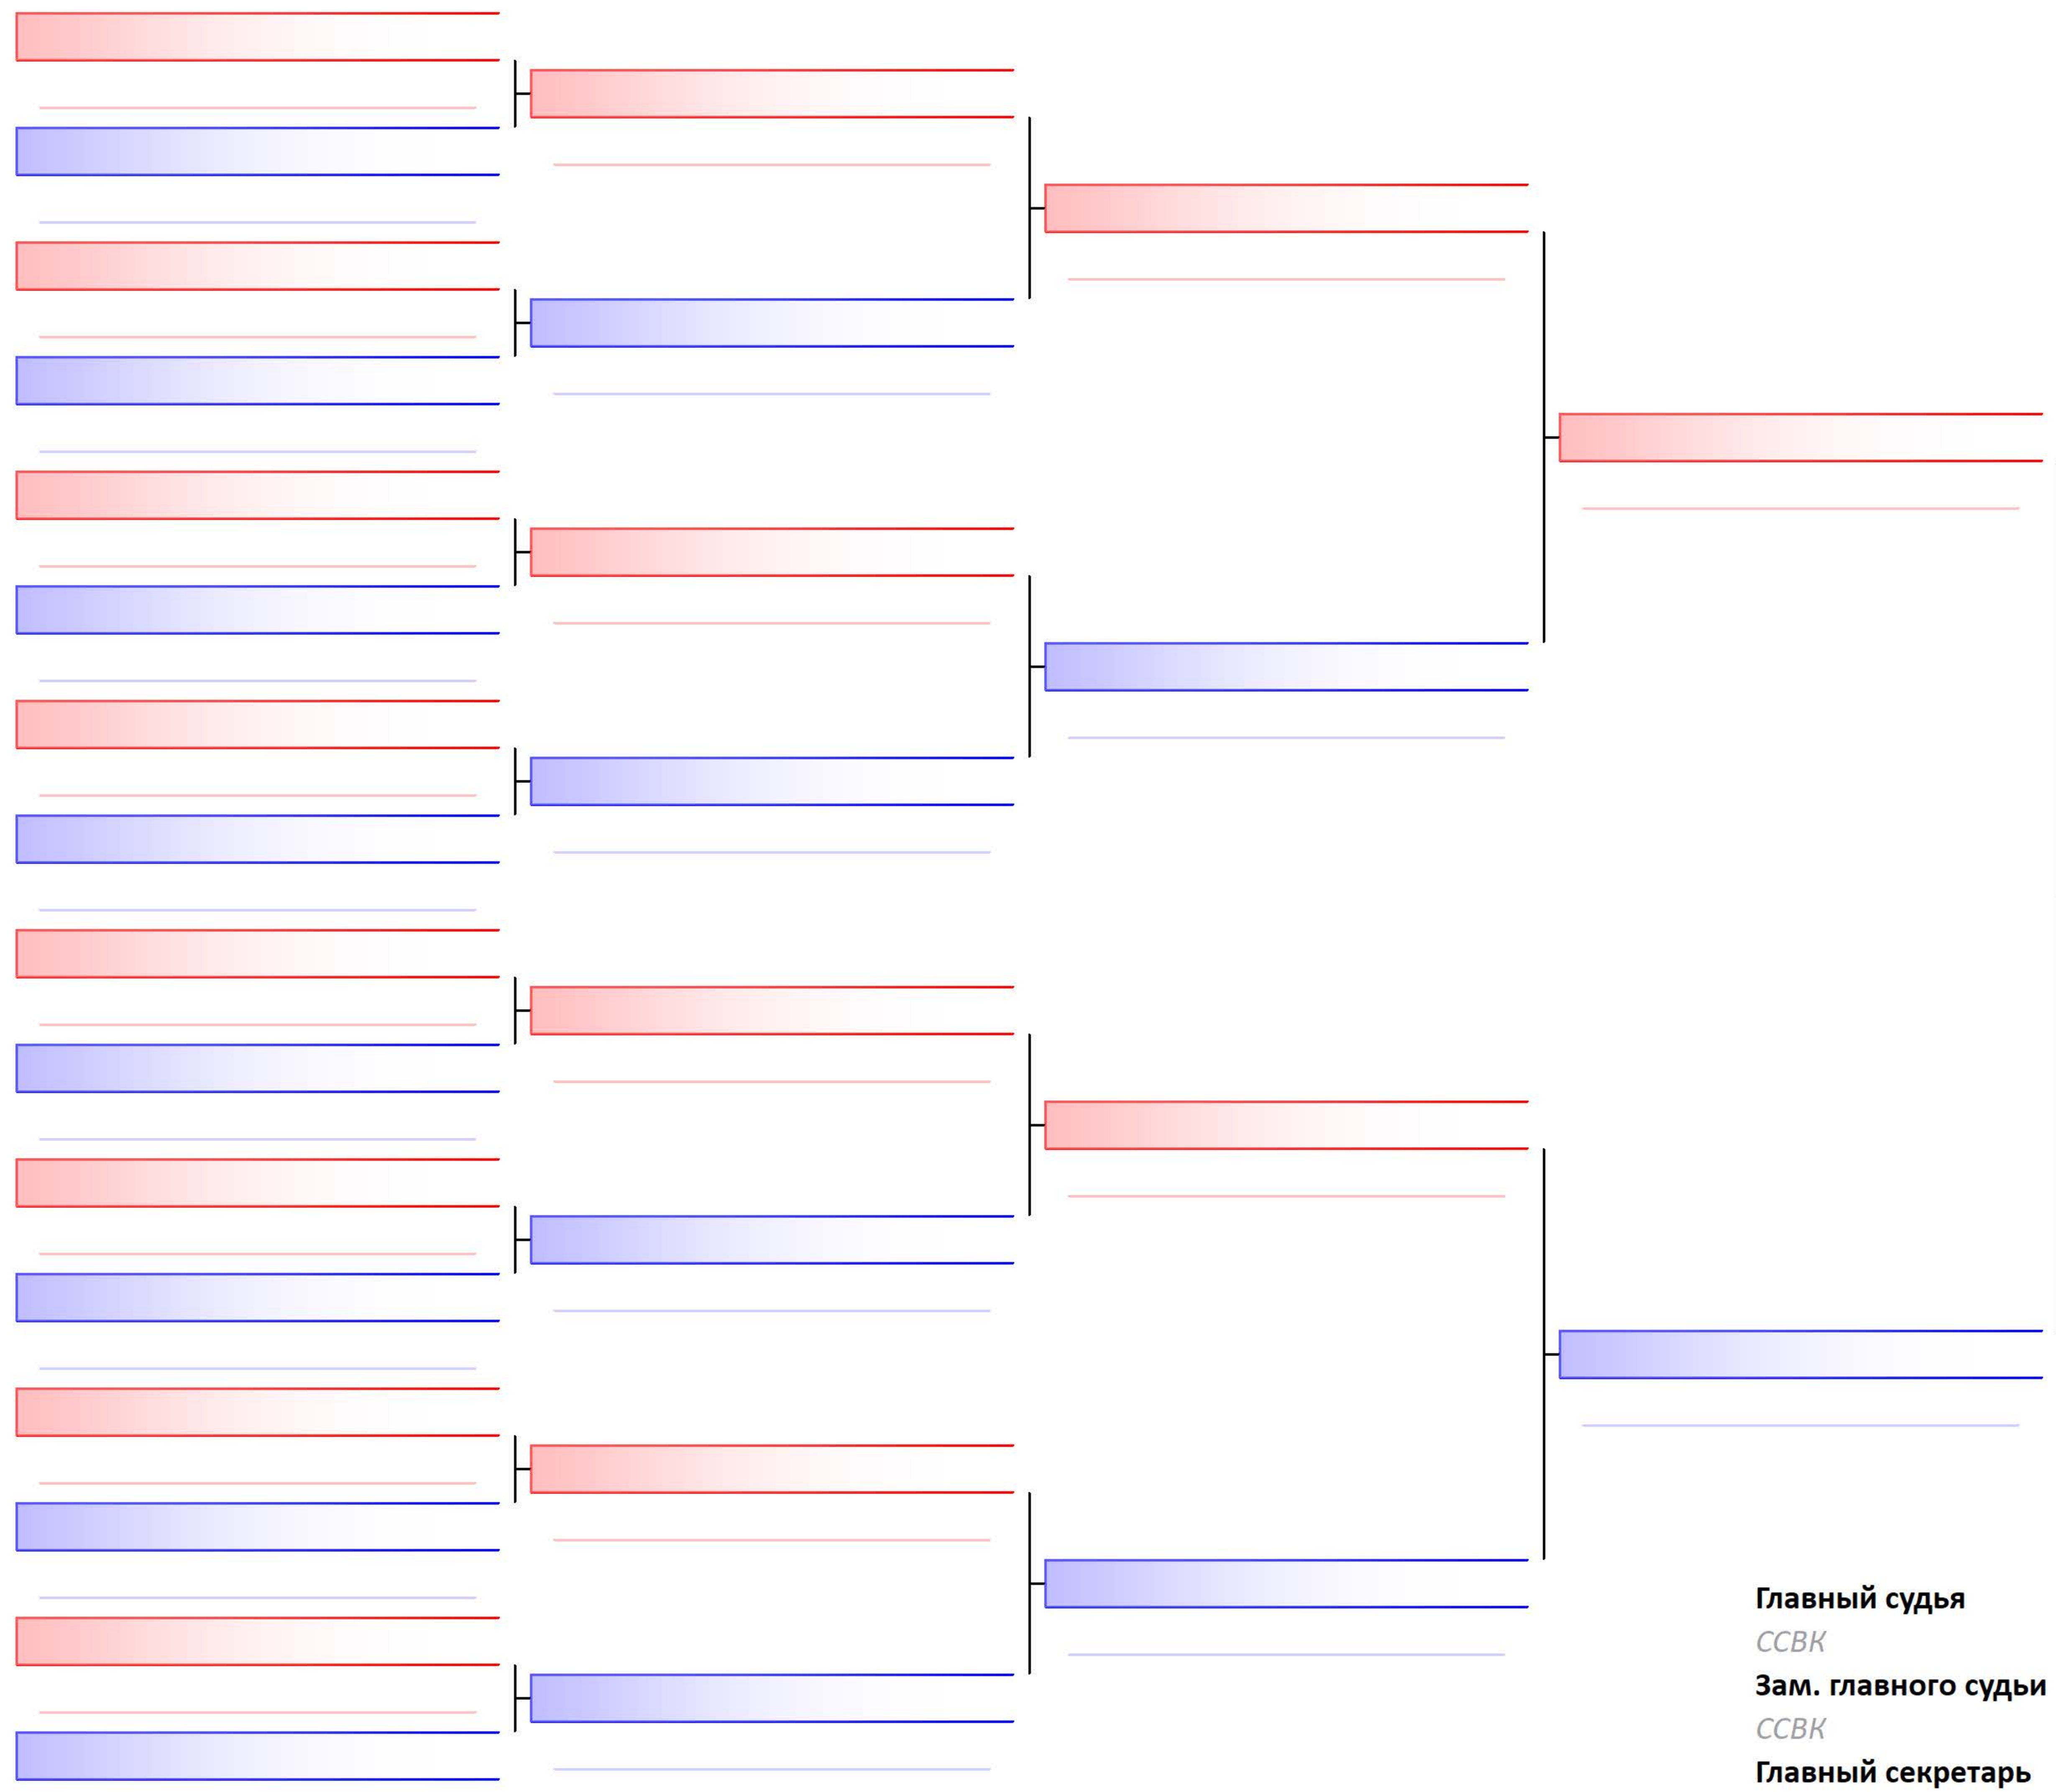 Главный судья
ССВК
Зам. главного судьи
ССВК
Главный секретарь